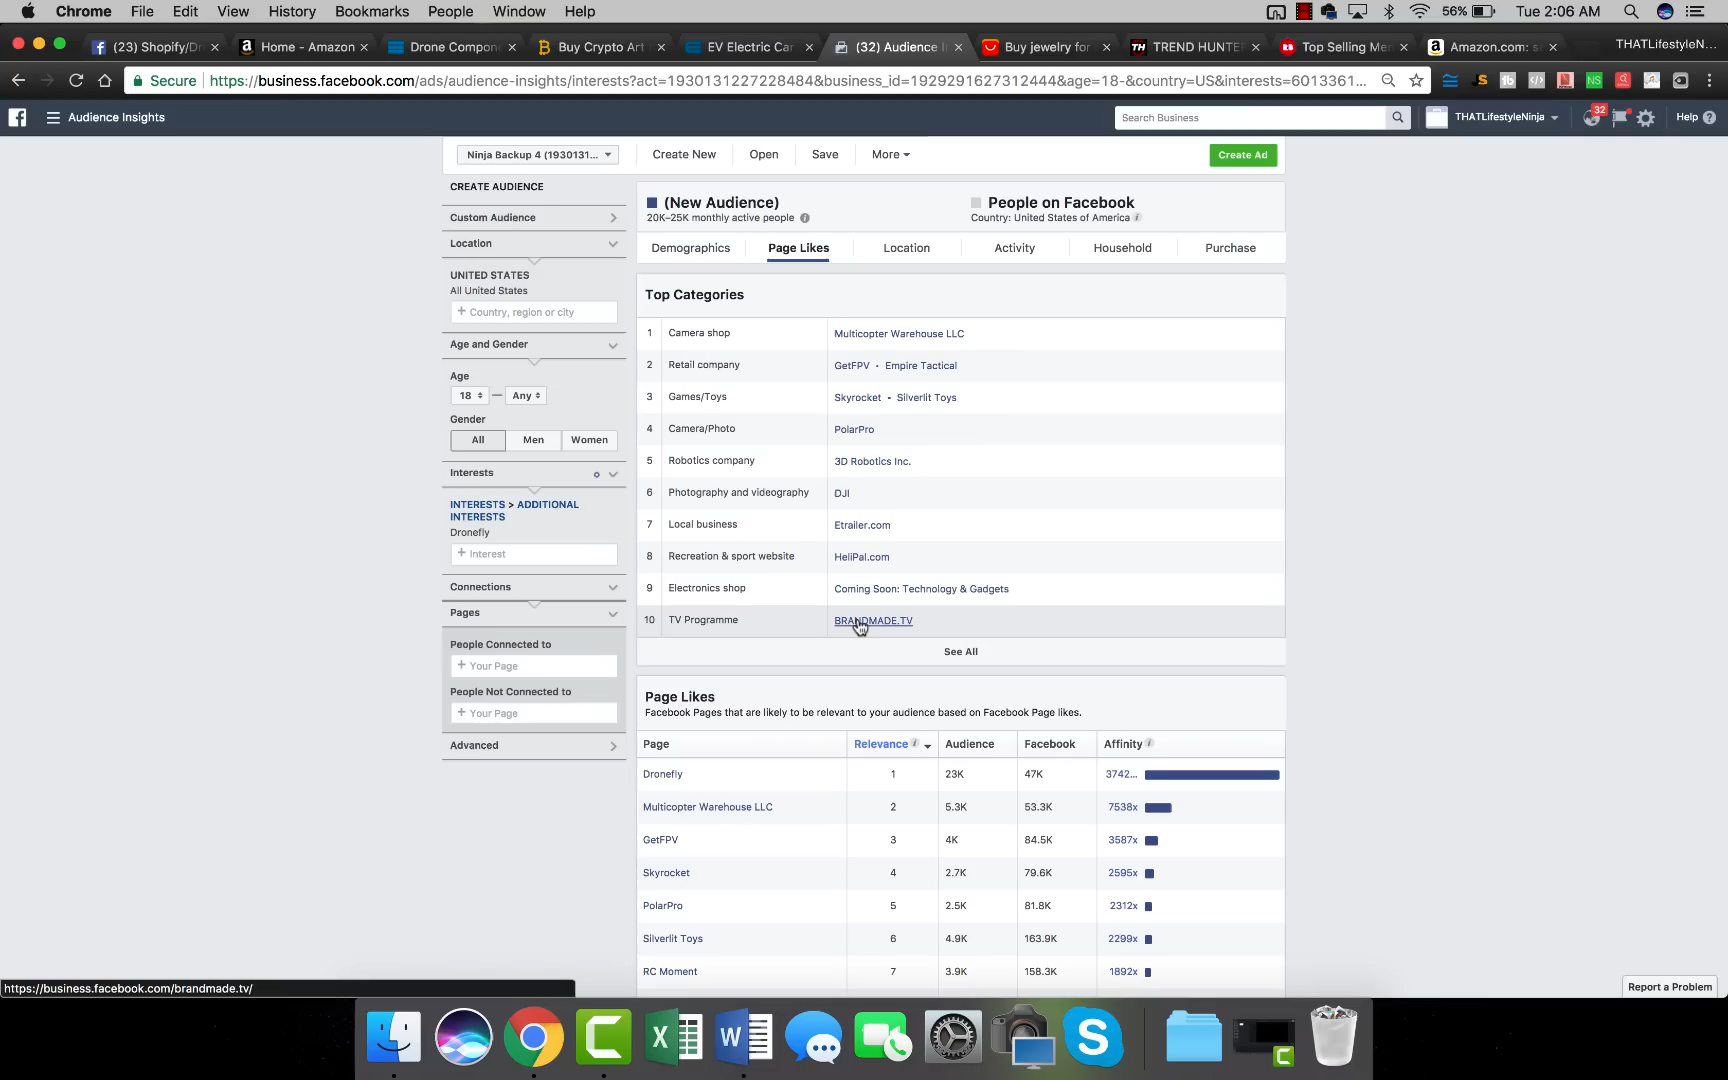 Chrome File Edit View History Bookmarks People Window Help 56% Tue 2:06 AM
(23) Shopify/Dr Home - Amazon Drone Compon Buy Crypto Art EV Electric Car (32) Audience I Buy jewelry for TREND HUNTER Top Selling Mer Amazon.com: s THATLifestyleN...
Secure https://business.facebook.com/ads/audience-insights/interests?act=1930131227228484&business_id=1929291627312444&age=18-&country=US&interests=6013361...
Audience Insights Search Business THATLifestyleNinja 32 Help
Ninja Backup 4 (1930131... Create New Open Save More Create Ad
CREATE AUDIENCE
Custom Audience
Location
UNITED STATES
All United States
+ Country, region or city
Age and Gender
Age
18 — Any
Gender
All Men Women
Interests
INTERESTS > ADDITIONAL
INTERESTS
Dronefly
+ Interest
Connections
Pages
People Connected to
+ Your Page
People Not Connected to
+ Your Page
Advanced
(New Audience) People on Facebook
20K–25K monthly active people Country: United States of America
Demographics Page Likes Location Activity Household Purchase
Top Categories
1 Camera shop Multicopter Warehouse LLC
2 Retail company GetFPV • Empire Tactical
3 Games/Toys Skyrocket • Silverlit Toys
4 Camera/Photo PolarPro
5 Robotics company 3D Robotics Inc.
6 Photography and videography DJI
7 Local business Etrailer.com
8 Recreation & sport website HeliPal.com
9 Electronics shop Coming Soon: Technology & Gadgets
10 TV Programme BRANDMADE.TV
See All
Page Likes
Facebook Pages that are likely to be relevant to your audience based on Facebook Page likes.
Page Relevance Audience Facebook Affinity
Dronefly 1 23K 47K 3742...
Multicopter Warehouse LLC 2 5.3K 53.3K 7538x
GetFPV 3 4K 84.5K 3587x
Skyrocket 4 2.7K 79.6K 2595x
PolarPro 5 2.5K 81.8K 2312x
Silverlit Toys 6 4.9K 163.9K 2299x
RC Moment 7 3.9K 158.3K 1892x
https://business.facebook.com/brandmade.tv/
Report a Problem